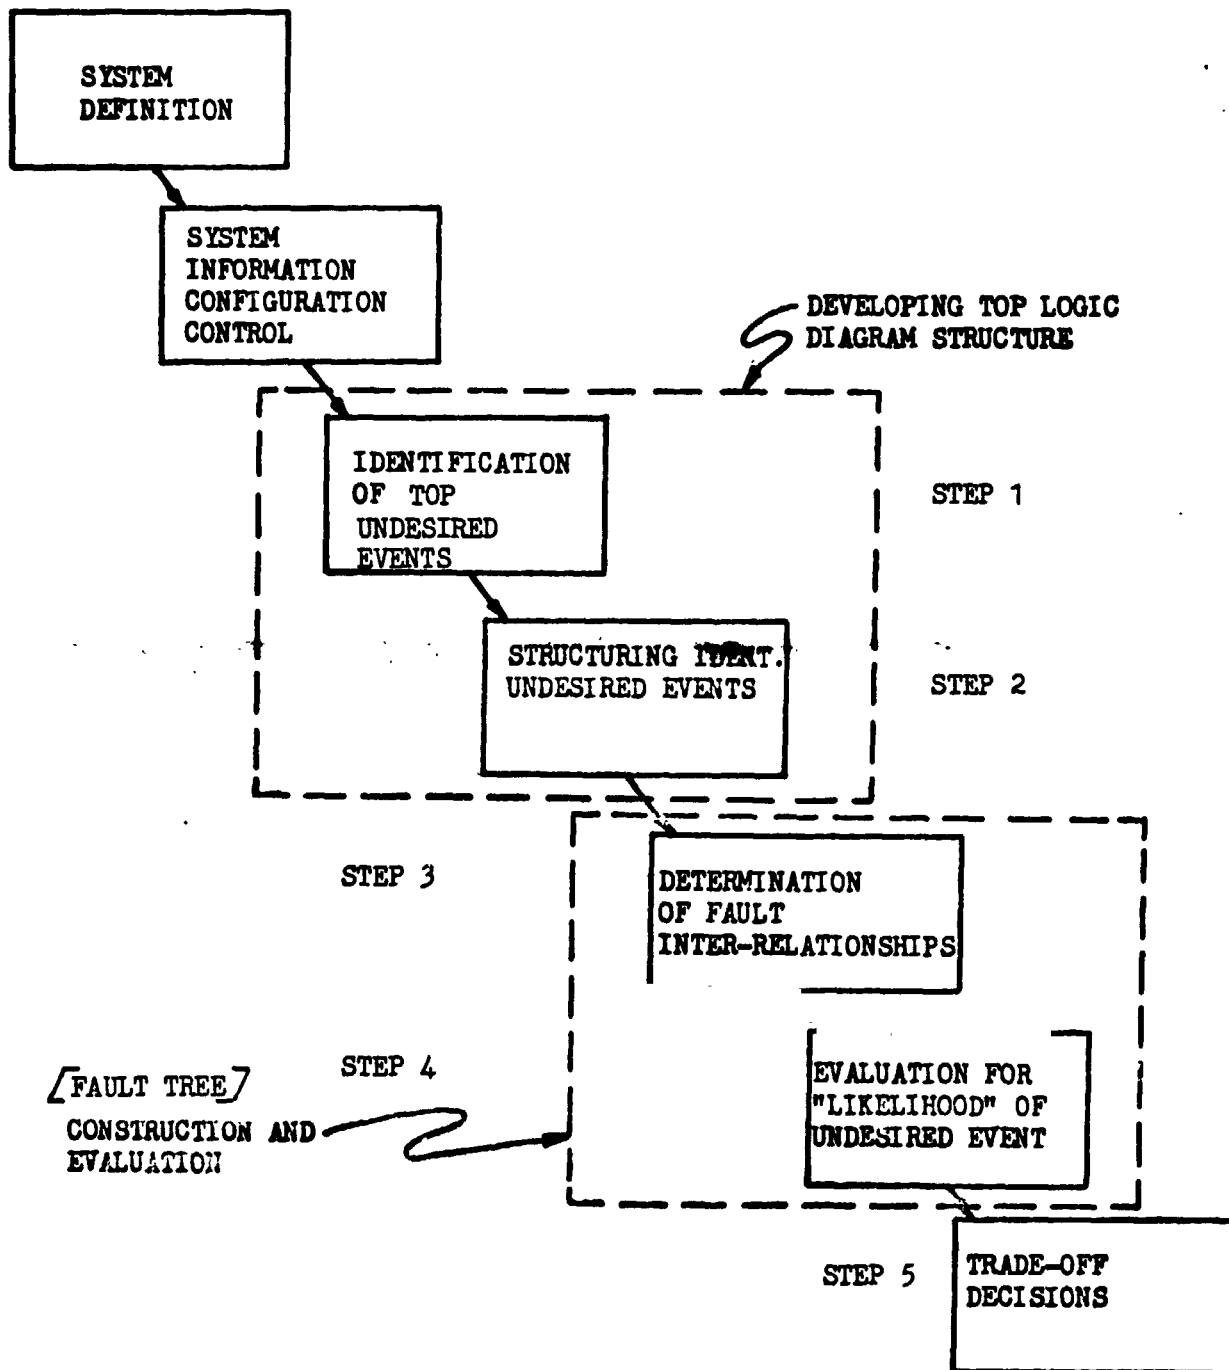 SYSTEM
DEFINITION
SYSTEM
INFORMATION
CONFIGURATION
CONTROL
DEVELOPING TOP LOGIC
DIAGRAM STRUCTURE
IDENTIFICATION
OF TOP
UNDESIRED
EVENTS
STEP 1
STRUCTURING IDENT.
UNDESIRED EVENTS
STEP 2
STEP 3
DETERMINATION
OF FAULT
INTER-RELATIONSHIPS
STEP 4
[FAULT TREE]
CONSTRUCTION AND
EVALUATION
EVALUATION FOR
"LIKELIHOOD" OF
UNDESIRED EVENT
STEP 5
TRADE-OFF
DECISIONS